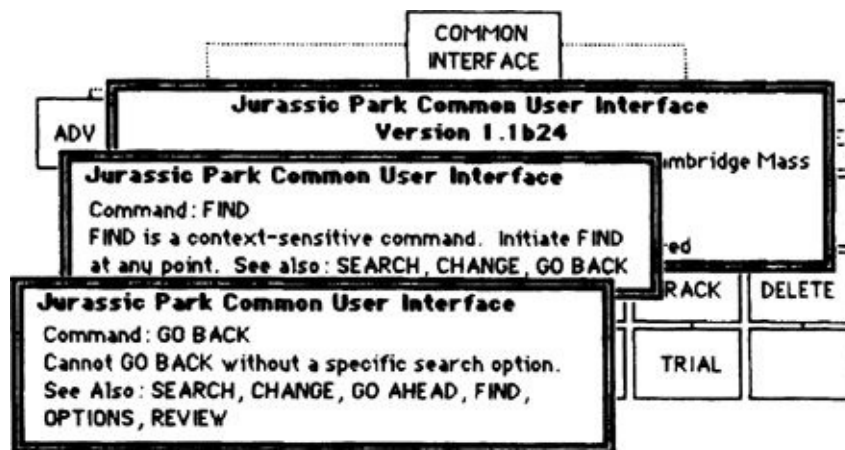 COMMON
INTERFACE
Jurassic Park Common User Interface
Version 1.1b24
ADV
Mass
Jurassic Park Common User Interface
Command: FIND
FIND is a context-sensitive command. Initiate FIND
at any point. See also: SEARCH, CHANGE, GO BACK
DELETE
Jurassic Park Common User Interface
Command: GO BACK
Cannot GO BACK without a specific search option.
See Also: SEARCH, CHANGE, GO AHEAD, FIND,
OPTIONS, REVIEW
TRIAL